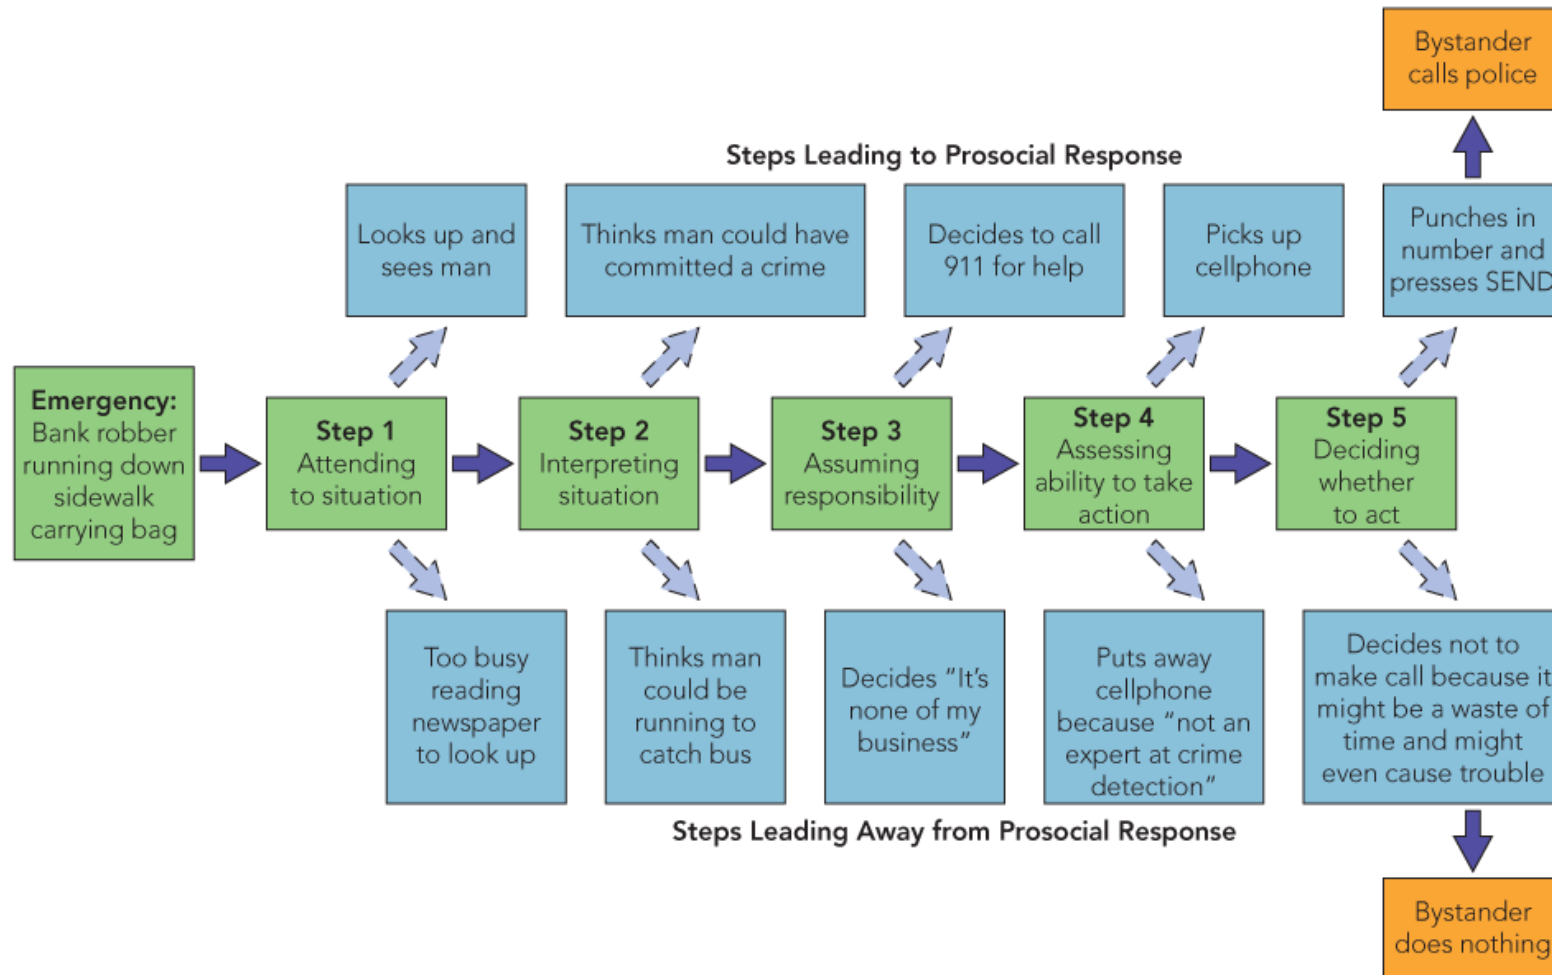 Bystander
calls police
Steps Leading to Prosocial Response
Looks up and
sees man
Thinks man could have
committed a crime
Decides to call
911 for help
Picks up
cellphone
Punches in
number and
presses SEND
Emergency:
Bank robber
running down
sidewalk
carrying bag
Step 1
Attending
to situation
Step 2
Interpreting
situation
Step 3
Assuming
responsibility
Step 4
Assessing
ability to take
action
Step 5
Deciding
whether
to act
Too busy
reading
newspaper
to look up
Thinks man
could be
running to
catch bus
Decides “It’s
none of my
business”
Puts away
cellphone
because “not an
expert at crime
detection”
Decides not to
make call because it
might be a waste of
time and might
even cause trouble
Steps Leading Away from Prosocial Response
Bystander
does nothing